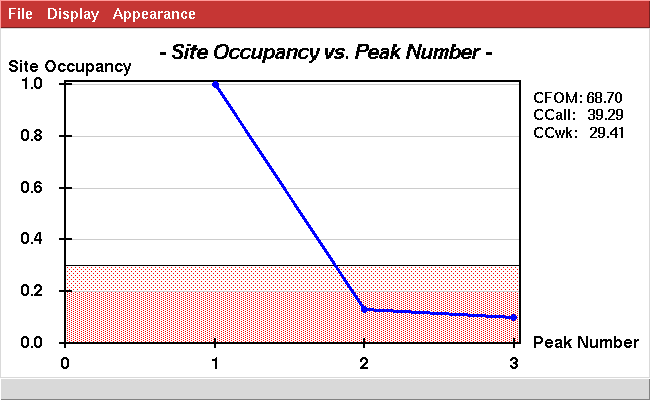 File Display Appearance
- Site Occupancy vs. Peak Number -
Site Occupancy
1.0
0.8
0.6
0.4
0.2
0.0
0 1 2 3
Peak Number
CFOM: 68.70
CCall: 39.29
CCwk: 29.41